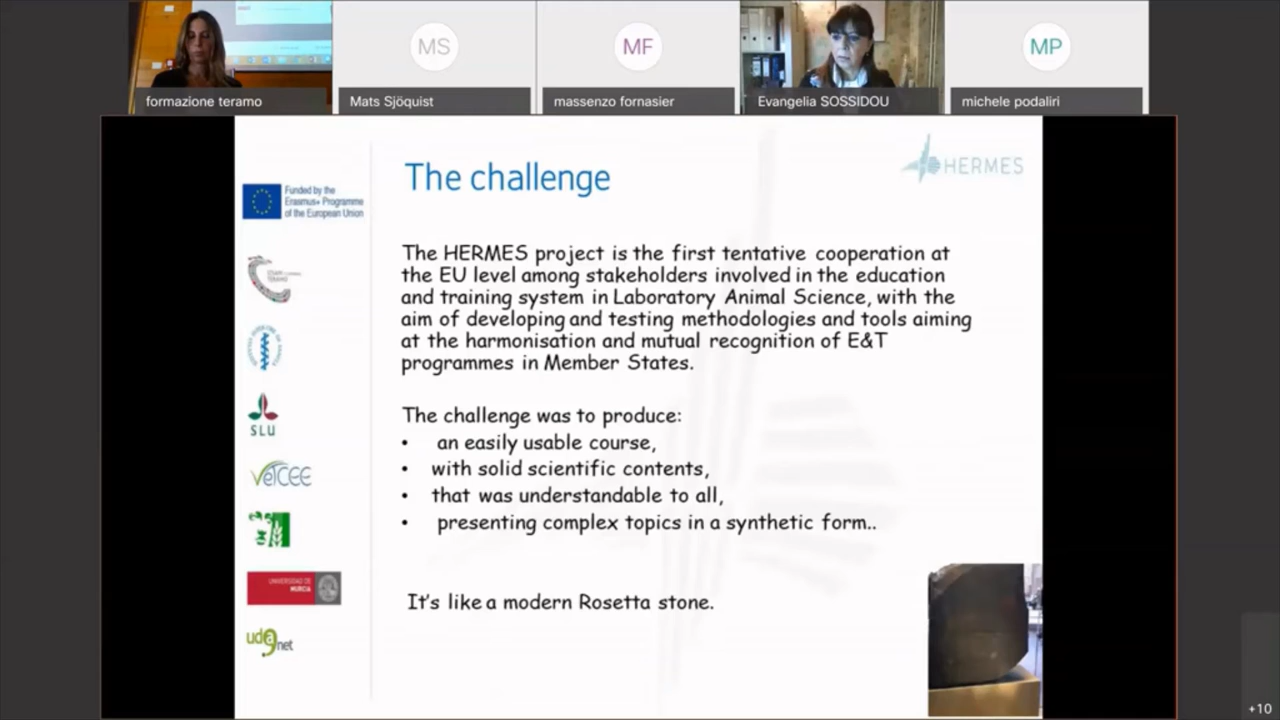 MS
MF
MP
formazione teramo
Mats Sjöquist
massenzo fornasier
Evangelia SOSSIDOU
michele podaliri
The challenge
HERMES
Funded by the
Erasmus+ Programme
of the European Union
The HERMES project is the first tentative cooperation at
the EU level among stakeholders involved in the education
and training system in Laboratory Animal Science, with the
aim of developing and testing methodologies and tools aiming
at the harmonisation and mutual recognition of E&T
programmes in Member States.
The challenge was to produce:
• an easily usable course,
• with solid scientific contents,
• that was understandable to all,
• presenting complex topics in a synthetic form..
It's like a modern Rosetta stone.
TERAMO
SLU
VETCEE
UNIVERSIDAD DE
MURCIA
udanet
+10